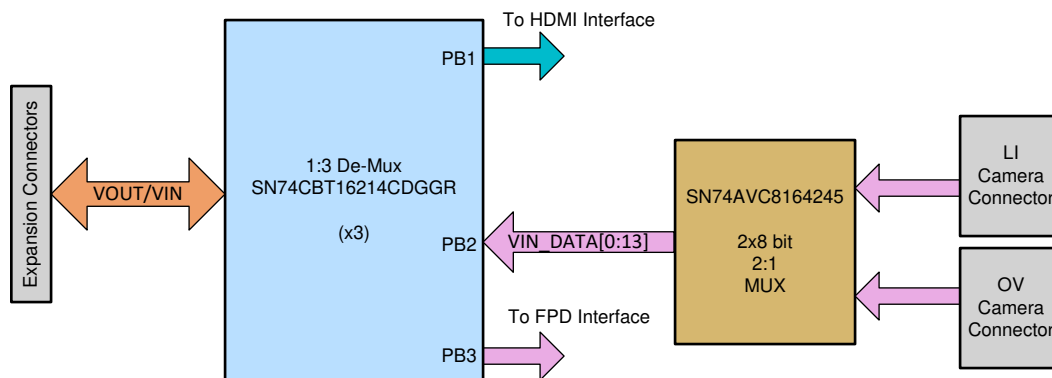 To HDMI Interface
PB1
Expansion Connectors
VOUT/VIN
1:3 De-Mux
SN74CBT16214CDGGR
(x3)
PB2
VIN_DATA[0:13]
SN74AVC8164245
2x8 bit
2:1
MUX
LI
Camera
Connector
OV
Camera
Connector
To FPD Interface
PB3